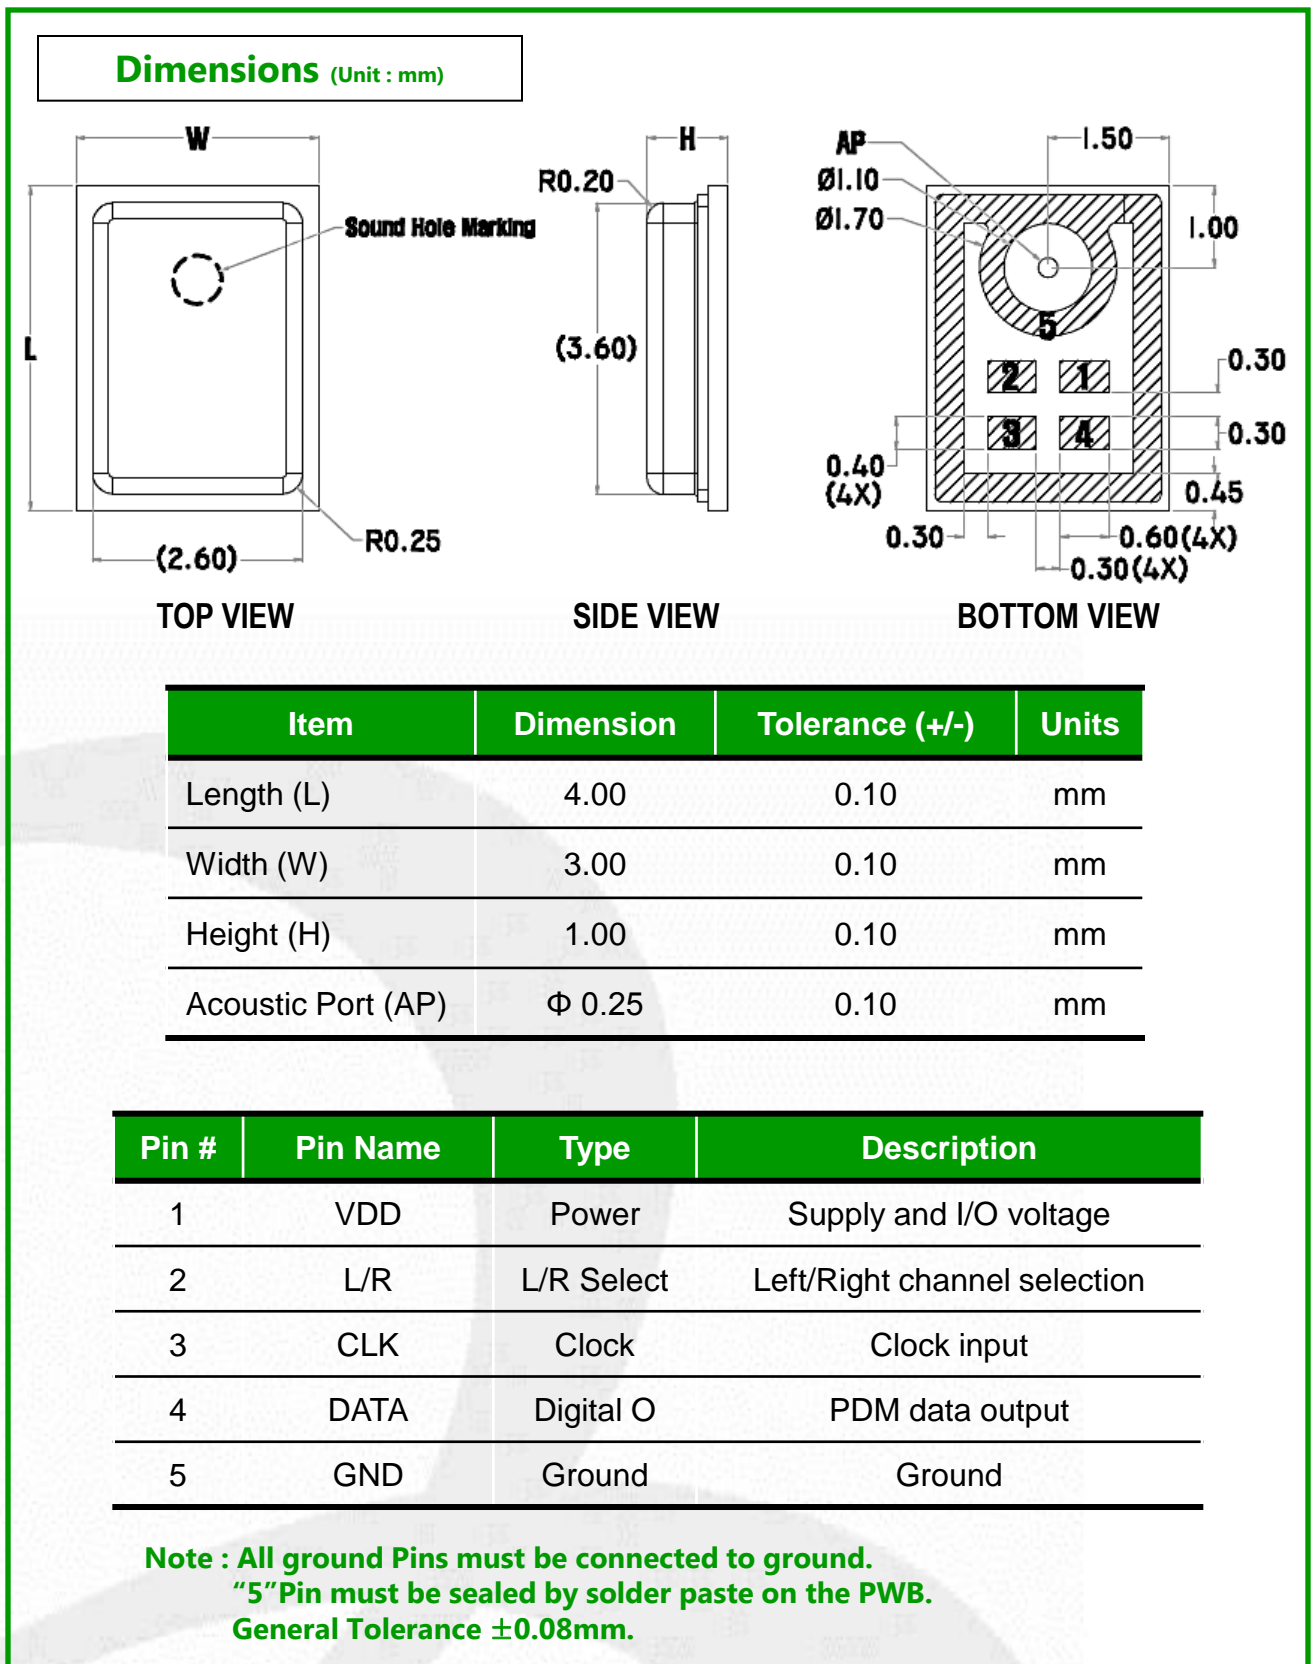 Dimensions (Unit : mm)
W
L
Sound Hole Marking
(2.60)
R0.25
TOP VIEW
H
R0.20
(3.60)
SIDE VIEW
AP
Ø1.10
Ø1.70
1.50
1.00
5
2
1
3
4
0.30
0.30
0.40
(4X)
0.45
0.30
0.60(4X)
0.30(4X)
BOTTOM VIEW
Item Dimension Tolerance (+/-) Units
Length (L) 4.00 0.10 mm
Width (W) 3.00 0.10 mm
Height (H) 1.00 0.10 mm
Acoustic Port (AP) Φ 0.25 0.10 mm
Pin # Pin Name Type Description
1 VDD Power Supply and I/O voltage
2 L/R L/R Select Left/Right channel selection
3 CLK Clock Clock input
4 DATA Digital O PDM data output
5 GND Ground Ground
Note : All ground Pins must be connected to ground.
“5”Pin must be sealed by solder paste on the PWB.
General Tolerance ±0.08mm.